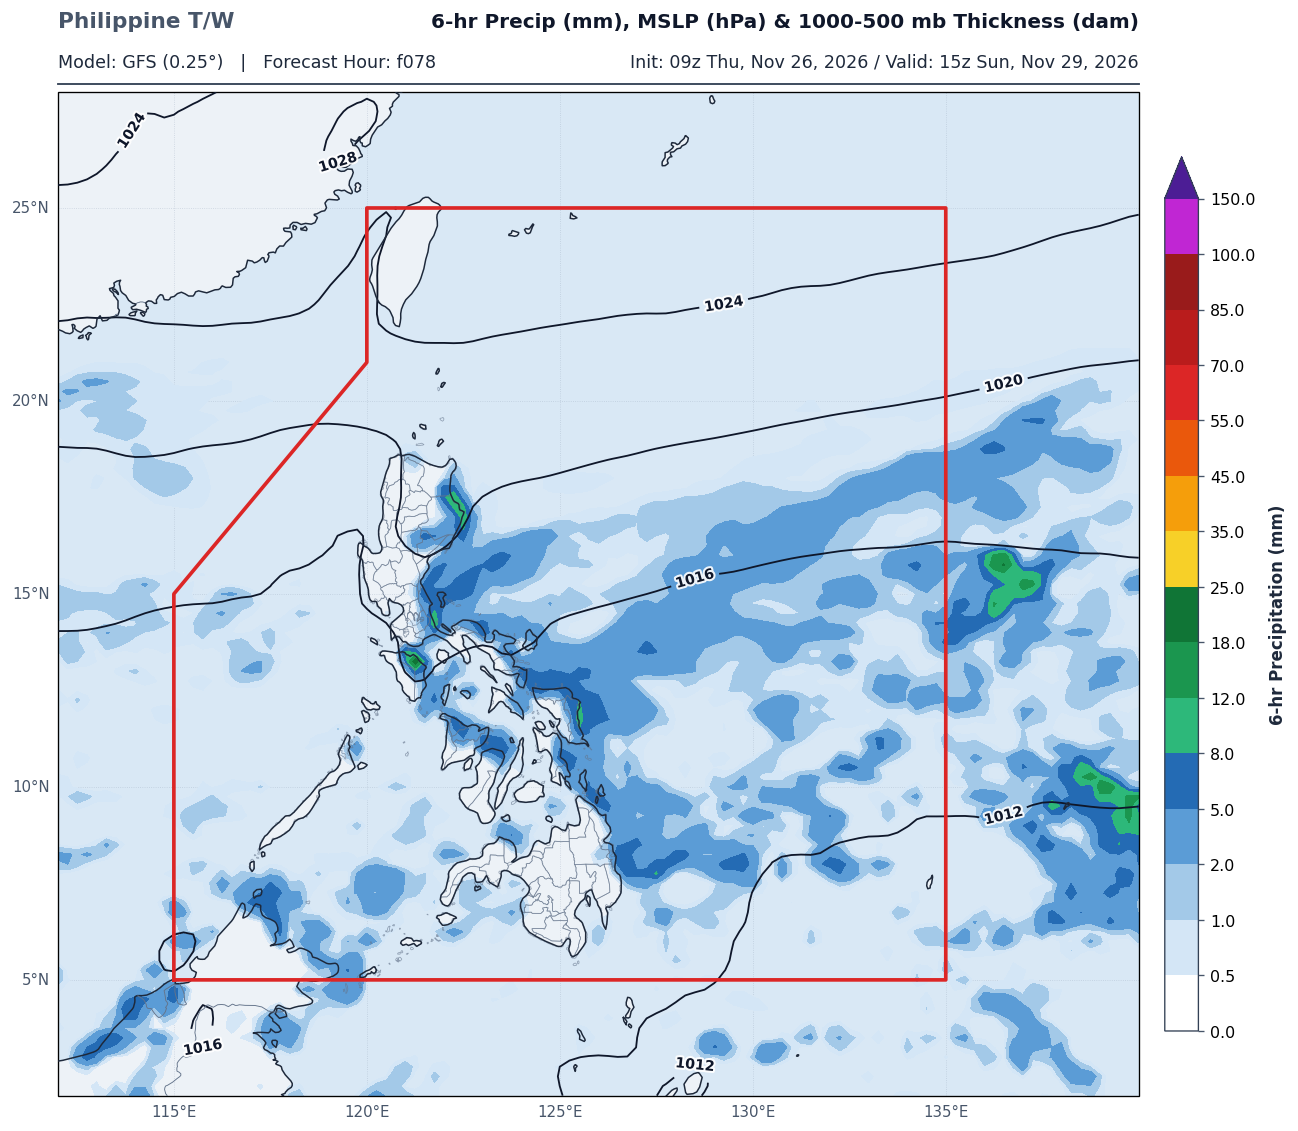 Philippine T/W
6-hr Precip (mm), MSLP (hPa) & 1000-500 mb Thickness (dam)
Model: GFS (0.25°) | Forecast Hour: f078
Init: 09z Thu, Nov 26, 2026 / Valid: 15z Sun, Nov 29, 2026
1024
1028
1024
1020
1016
1012
1016
1012
25°N
20°N
15°N
10°N
5°N
115°E
120°E
125°E
130°E
135°E
150.0
100.0
85.0
70.0
55.0
45.0
35.0
25.0
18.0
12.0
8.0
5.0
2.0
1.0
0.5
0.0
6-hr Precipitation (mm)